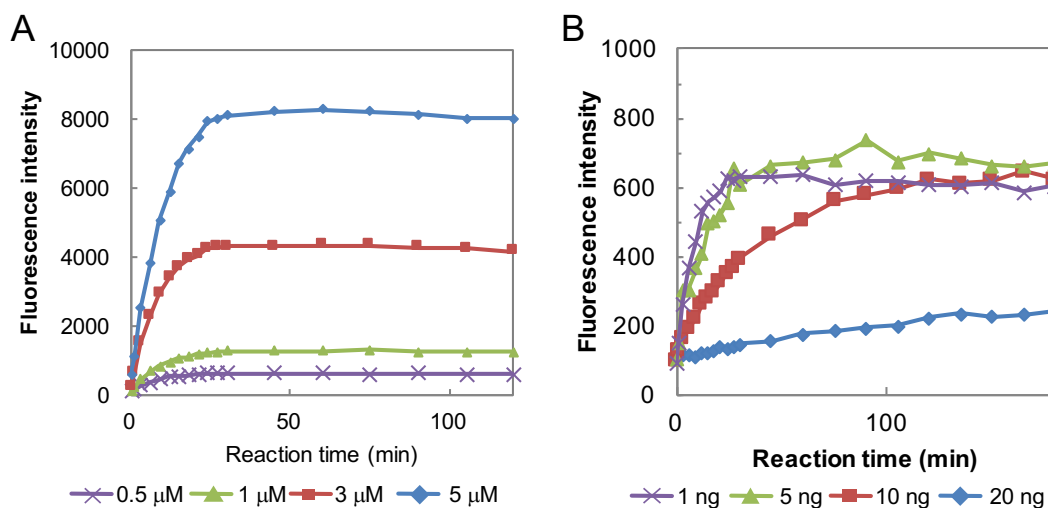 A
Fluorescence intensity
10000
8000
6000
4000
2000
0
0
50
100
Reaction time (min)
0.5 μM
1 μM
3 μM
5 μM
B
Fluorescence intensity
1000
800
600
400
200
0
0
100
Reaction time (min)
1 ng
5 ng
10 ng
20 ng